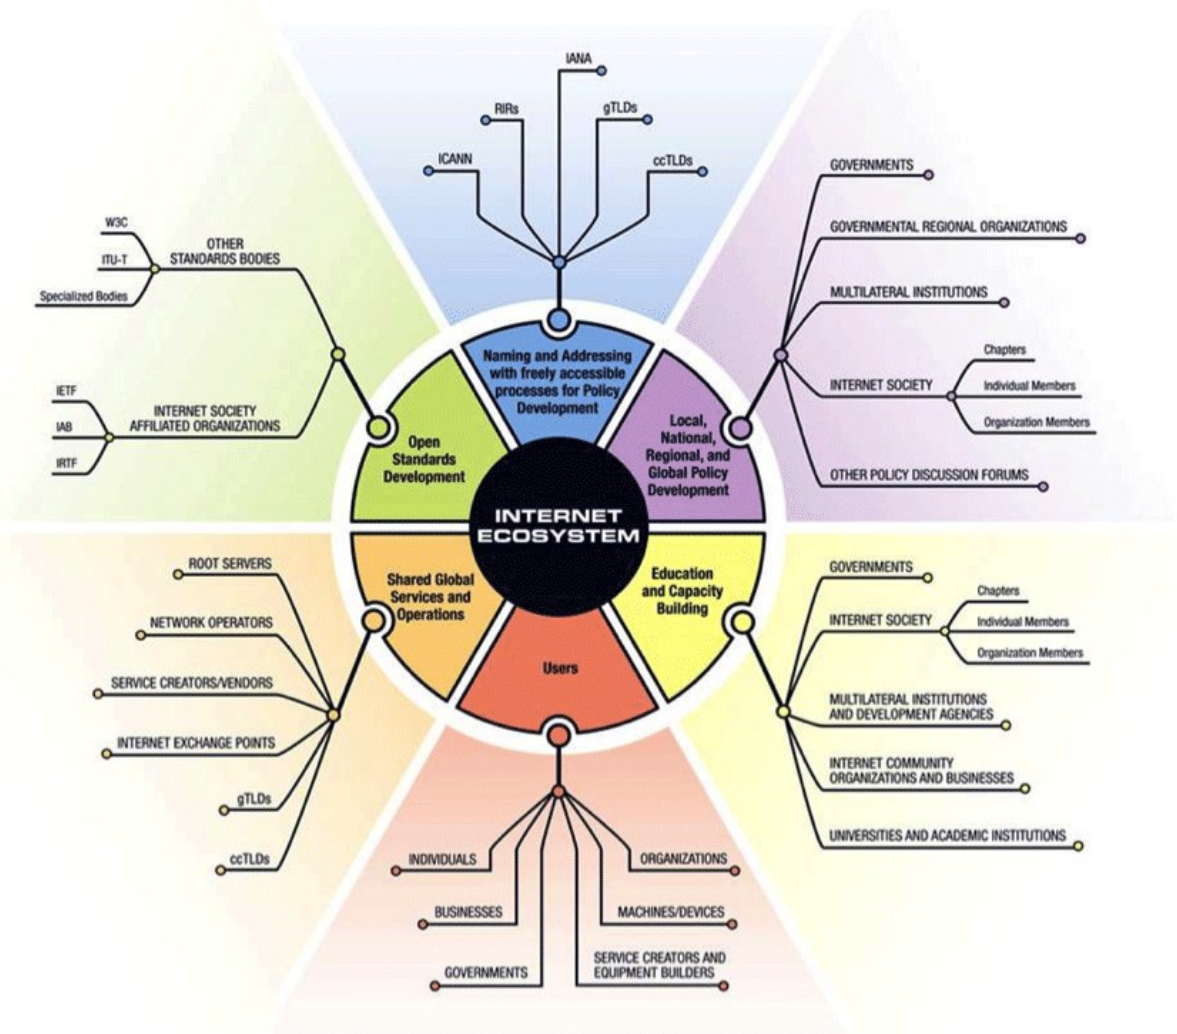 IANA
RIRs
gTLDs
ICANN
ccTLDs
W3C
ITU-T
Specialized Bodies
OTHER
STANDARDS BODIES
IETF
IAB
IRTF
INTERNET SOCIETY
AFFILIATED ORGANIZATIONS
GOVERNMENTS
GOVERNMENTAL REGIONAL ORGANIZATIONS
MULTILATERAL INSTITUTIONS
INTERNET SOCIETY
Chapters
Individual Members
Organization Members
OTHER POLICY DISCUSSION FORUMS
Naming and Addressing
with freely accessible
processes for Policy
Development
Open
Standards
Development
Local,
National,
Regional, and
Global Policy
Development
INTERNET
ECOSYSTEM
Shared Global
Services and
Operations
Education
and Capacity
Building
Users
ROOT SERVERS
NETWORK OPERATORS
SERVICE CREATORS/VENDORS
INTERNET EXCHANGE POINTS
gTLDs
ccTLDs
GOVERNMENTS
INTERNET SOCIETY
Chapters
Individual Members
Organization Members
MULTILATERAL INSTITUTIONS
AND DEVELOPMENT AGENCIES
INTERNET COMMUNITY
ORGANIZATIONS AND BUSINESSES
UNIVERSITIES AND ACADEMIC INSTITUTIONS
INDIVIDUALS
BUSINESSES
GOVERNMENTS
ORGANIZATIONS
MACHINES/DEVICES
SERVICE CREATORS AND
EQUIPMENT BUILDERS